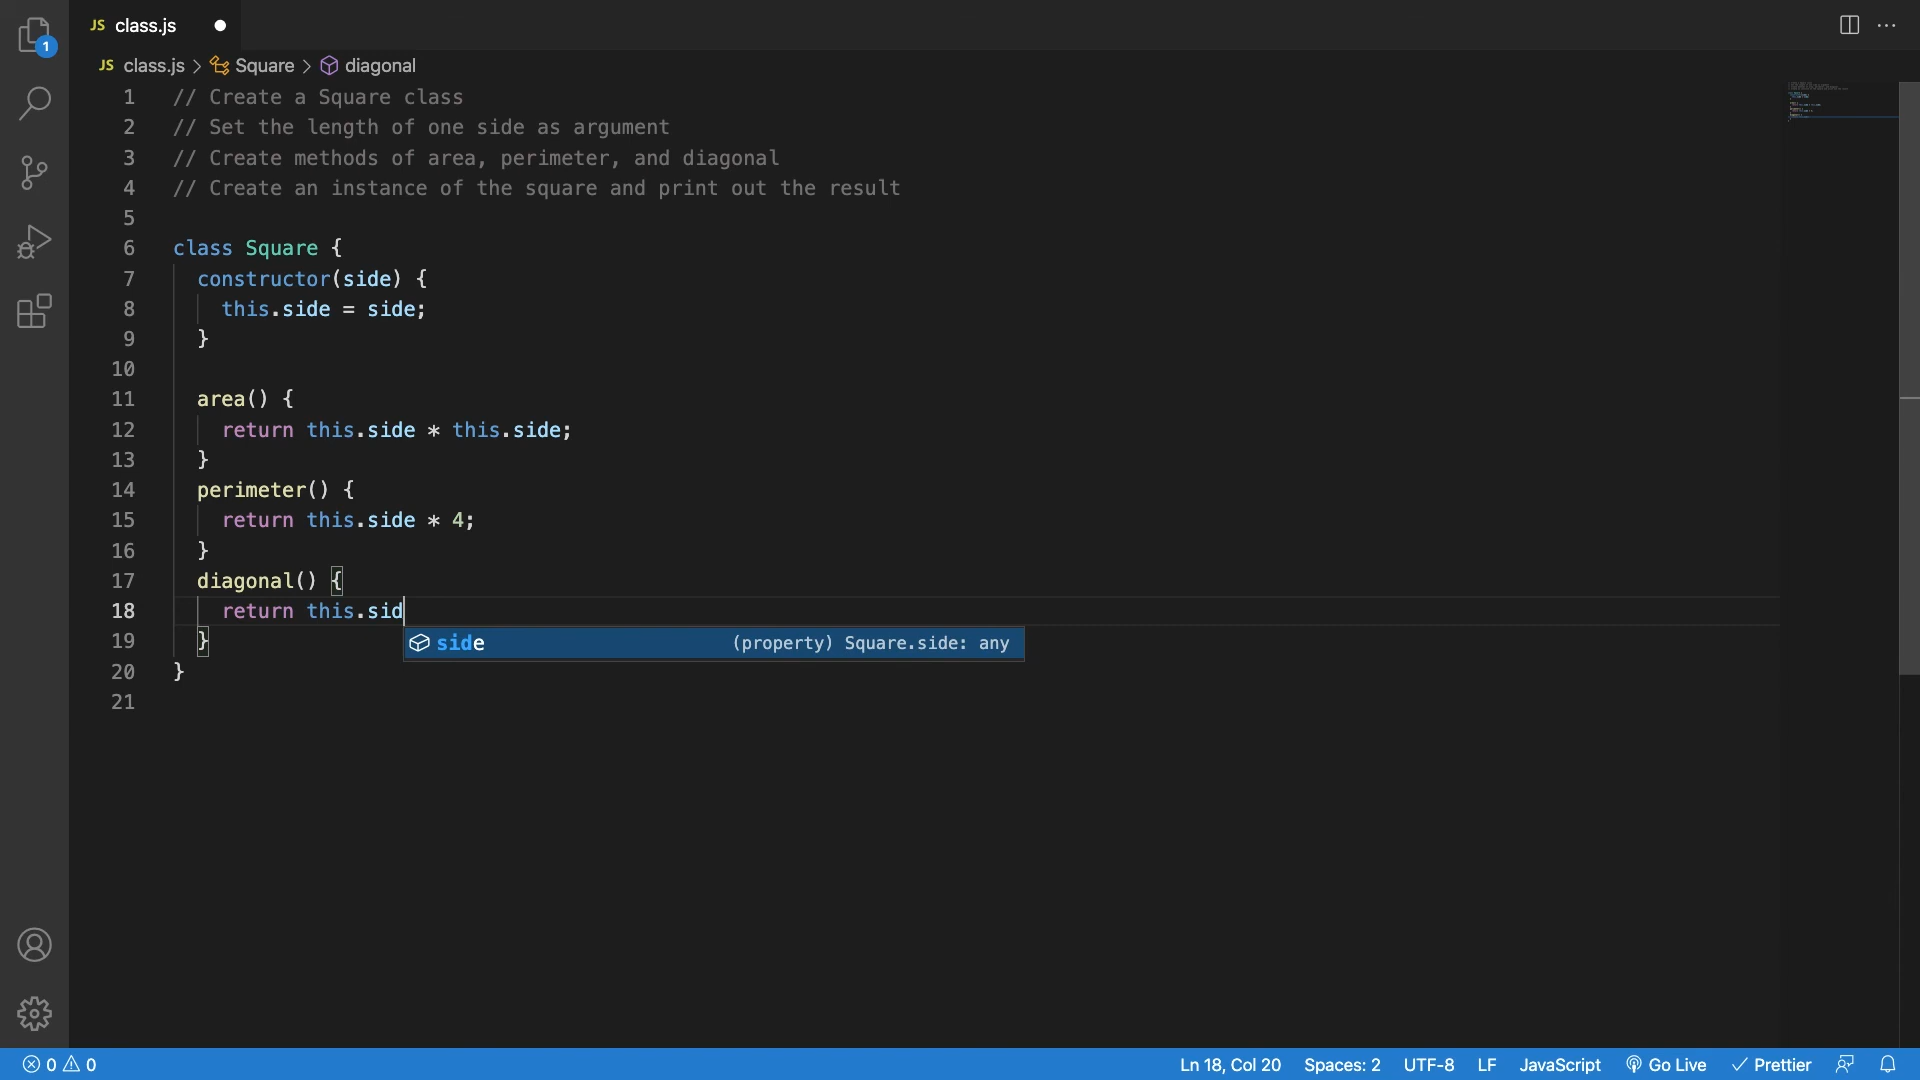 1
JS class.js
JS class.js > Square > diagonal
1 // Create a Square class
2 // Set the length of one side as argument
3 // Create methods of area, perimeter, and diagonal
4 // Create an instance of the square and print out the result
5
6 class Square {
7 constructor(side) {
8 this.side = side;
9 }
10
11 area() {
12 return this.side * this.side;
13 }
14 perimeter() {
15 return this.side * 4;
16 }
17 diagonal() {
18 return this.sid
19 }
side (property) Square.side: any
20 }
21
0 0 Ln 18, Col 20 Spaces: 2 UTF-8 LF JavaScript Go Live Prettier